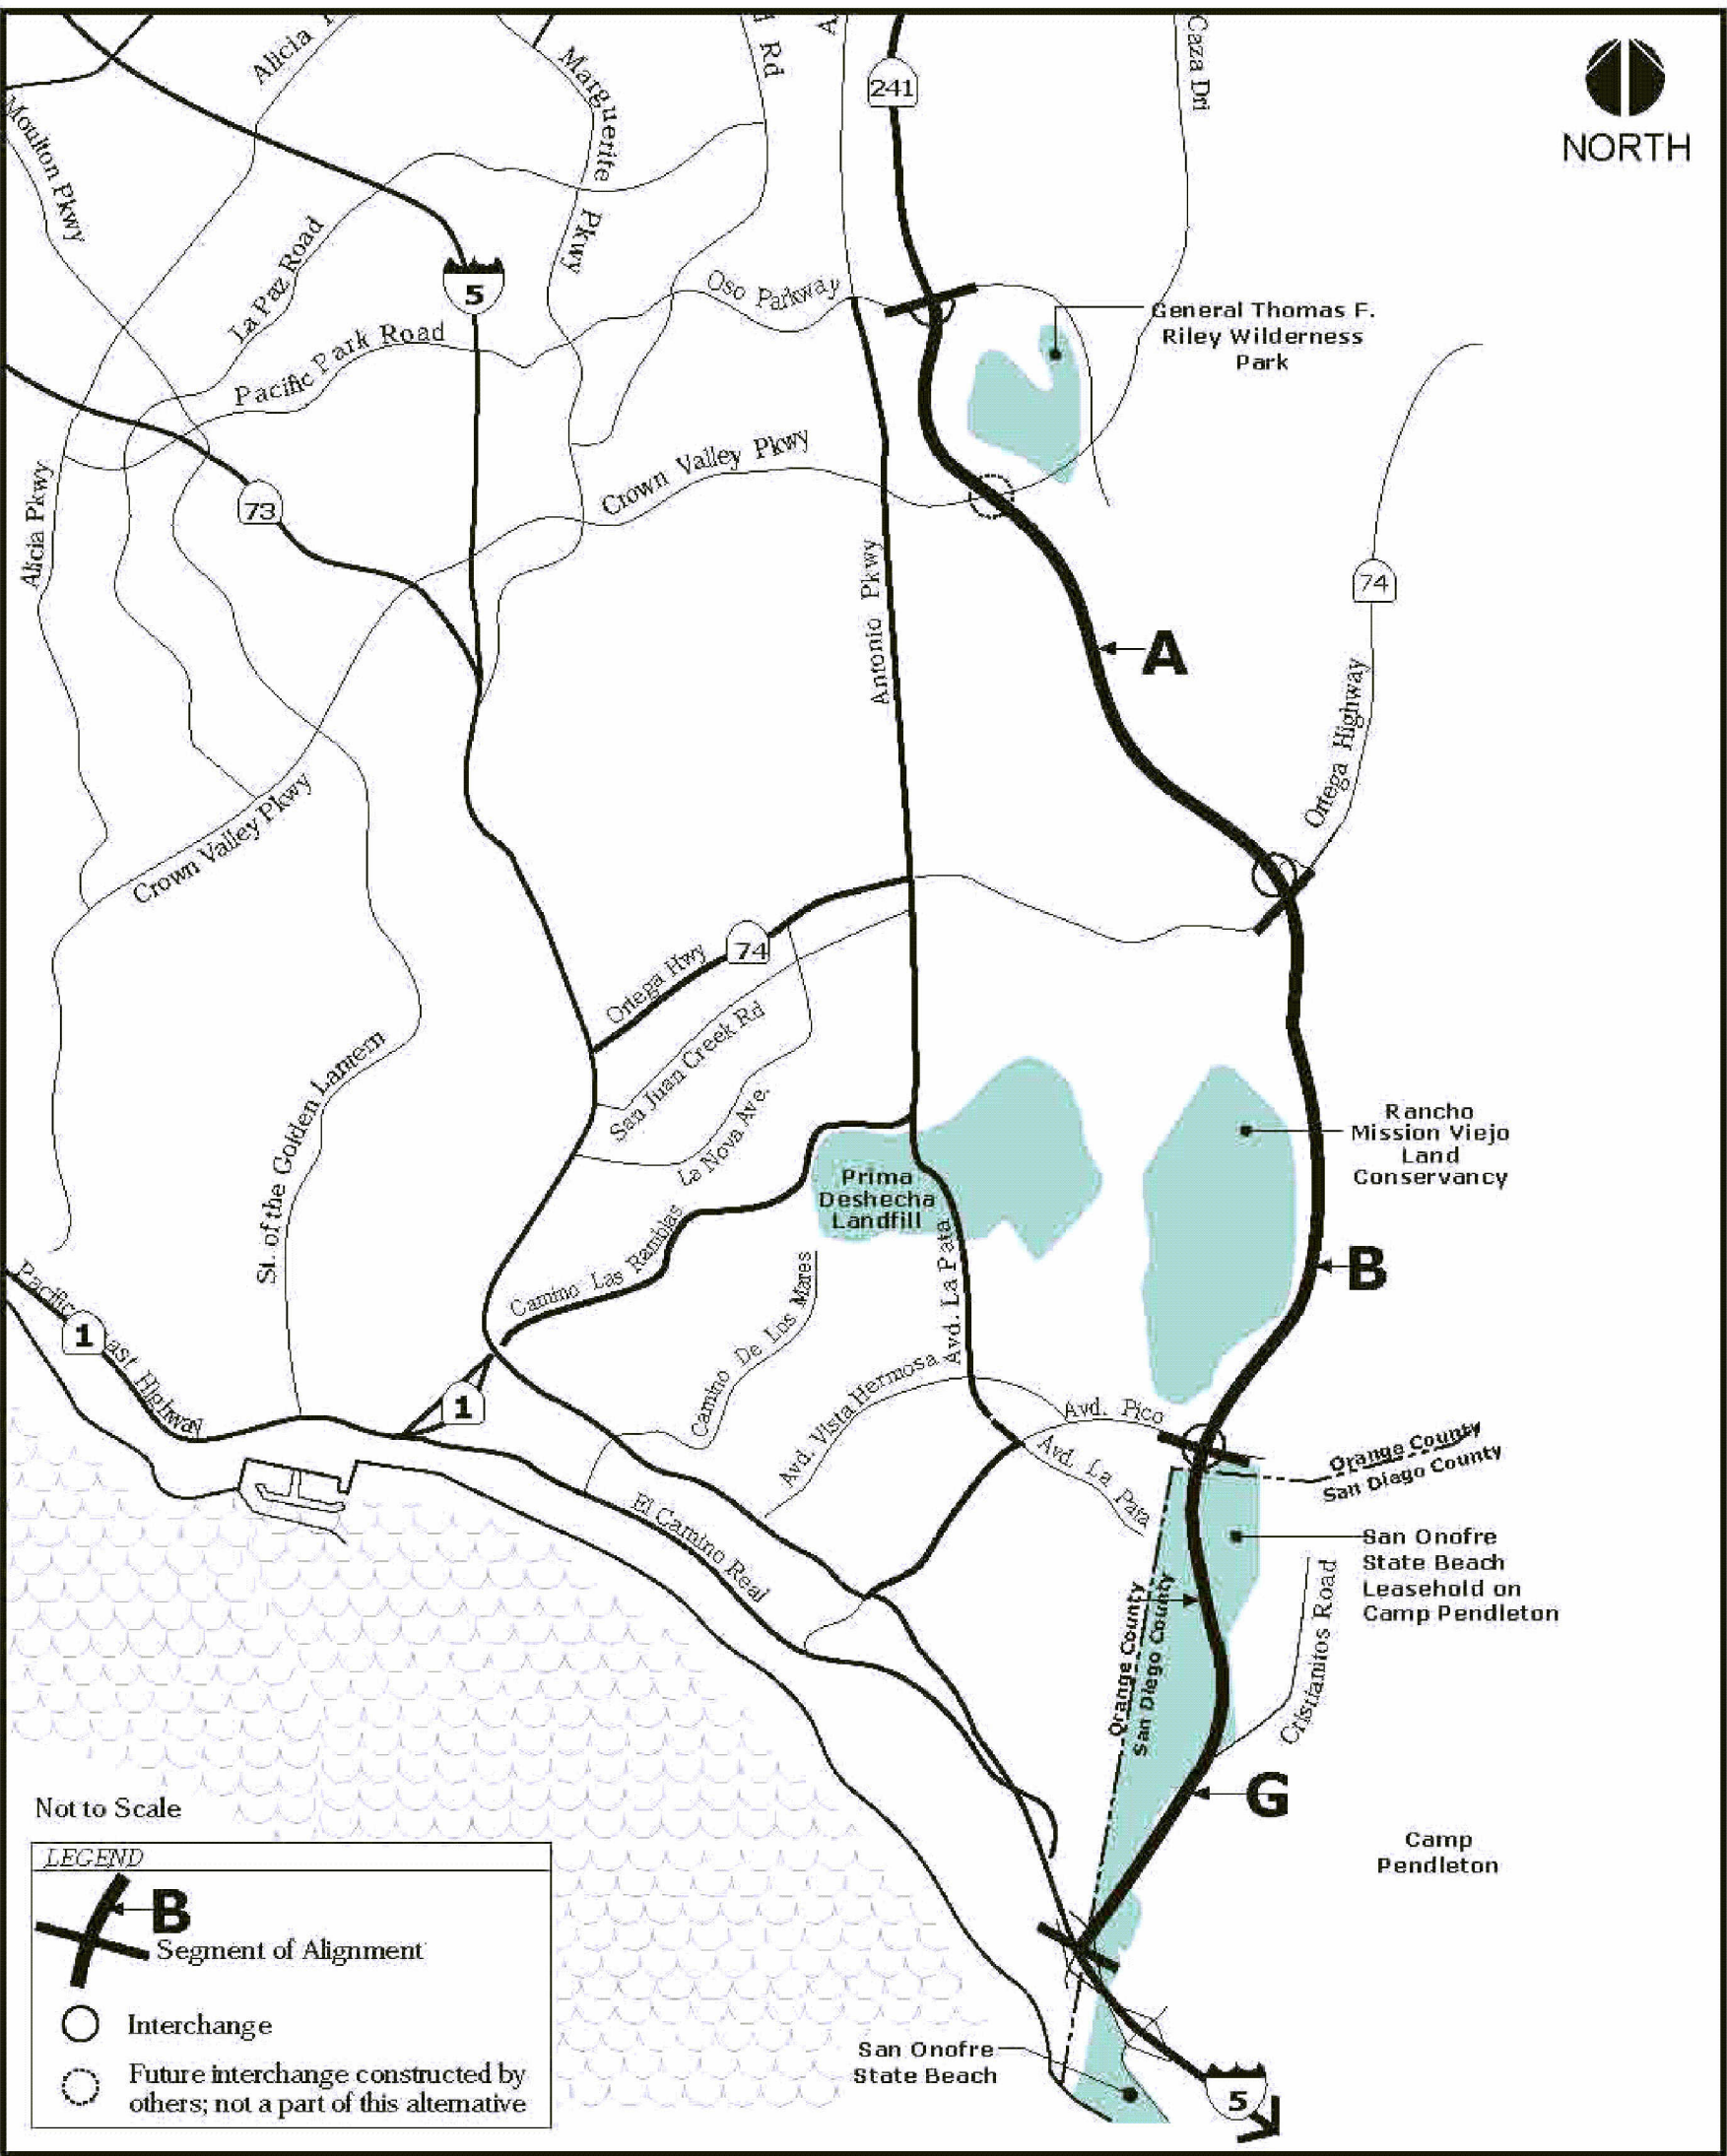 Alicia
Marguerite
Pkwy
Rd
A
241
Caza Dri
NORTH
Moulton Pkwy
La Paz Road
5
Oso Parkway
General Thomas F.
Riley Wilderness
Park
Pacific Park Road
Crown Valley Pkwy
Alicia Pkwy
73
Antonio Pkwy
74
A
Ortega Highway
Crown Valley Pkwy
74
Ortega Hwy
San Juan Creek Rd
La Nova Ave.
St. of the Golden Lantern
Rancho
Mission Viejo
Land
Conservancy
Prima
Deshecha
Landfill
Camino Las Ramblas
Avd. La Pata
B
Pacific
1
ast Highway
Camino De Los Mares
Avd. Vista Hermosa
1
Avd. Pico
Avd. La Pata
Orange County
San Diego County
El Camino Real
San Onofre
State Beach
Leasehold on
Camp Pendleton
Orange County
San Diego County
Cristianitos Road
G
Camp
Pendleton
Not to Scale
LEGEND
B
Segment of Alignment
Interchange
Future interchange constructed by
others; not a part of this alternative
San Onofre
State Beach
5